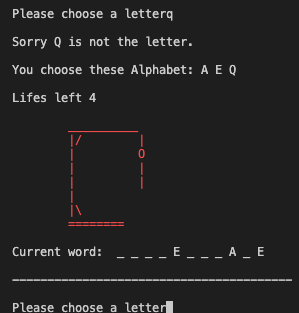 Please choose a letterq
Sorry Q is not the letter.
You choose these Alphabet: A E Q
Lifes left 4
O
Current word: _ _ _ _ E _ _ _ A _ E
Please choose a letter